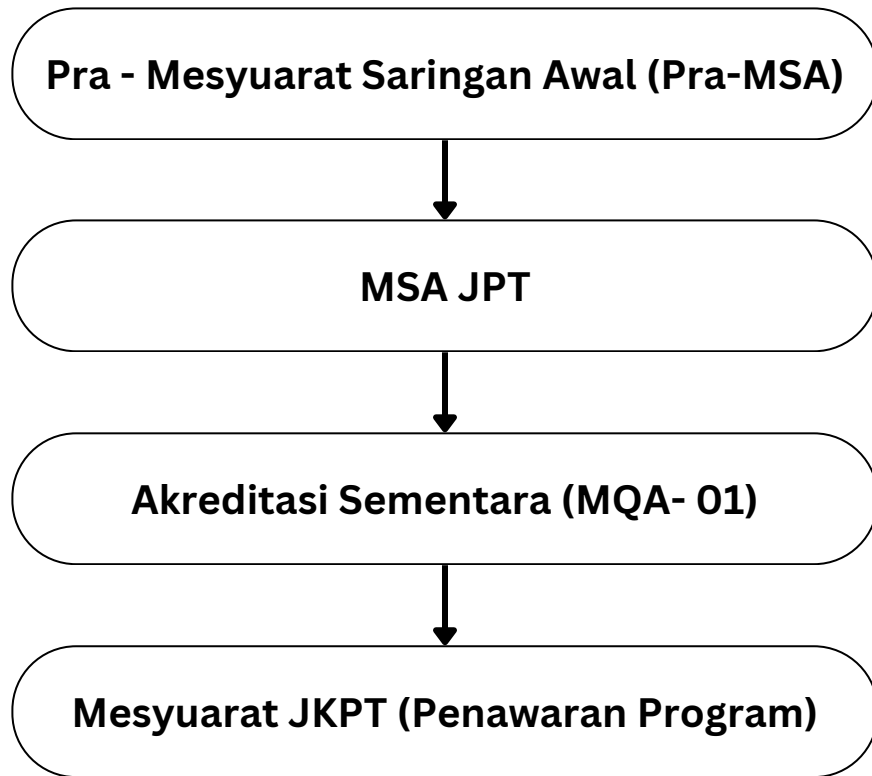 Pra - Mesyuarat Saringan Awal (Pra-MSA)
MSA JPT
Akreditasi Sementara (MQA- 01)
Mesyuarat JKPT (Penawaran Program)